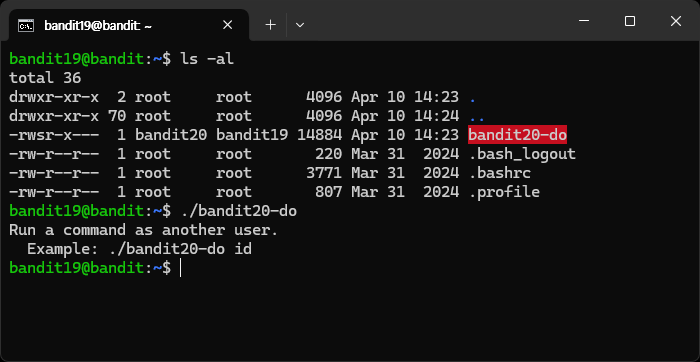 bandit19@bandit: ~
bandit19@bandit:~$ ls -al
total 36
drwxr-xr-x  2 root     root      4096 Apr 10 14:23 .
drwxr-xr-x 70 root     root      4096 Apr 10 14:24 ..
-rwsr-x---  1 bandit20 bandit19 14884 Apr 10 14:23 bandit20-do
-rw-r--r--  1 root     root       220 Mar 31  2024 .bash_logout
-rw-r--r--  1 root     root      3771 Mar 31  2024 .bashrc
-rw-r--r--  1 root     root       807 Mar 31  2024 .profile
bandit19@bandit:~$ ./bandit20-do
Run a command as another user.
  Example: ./bandit20-do id
bandit19@bandit:~$